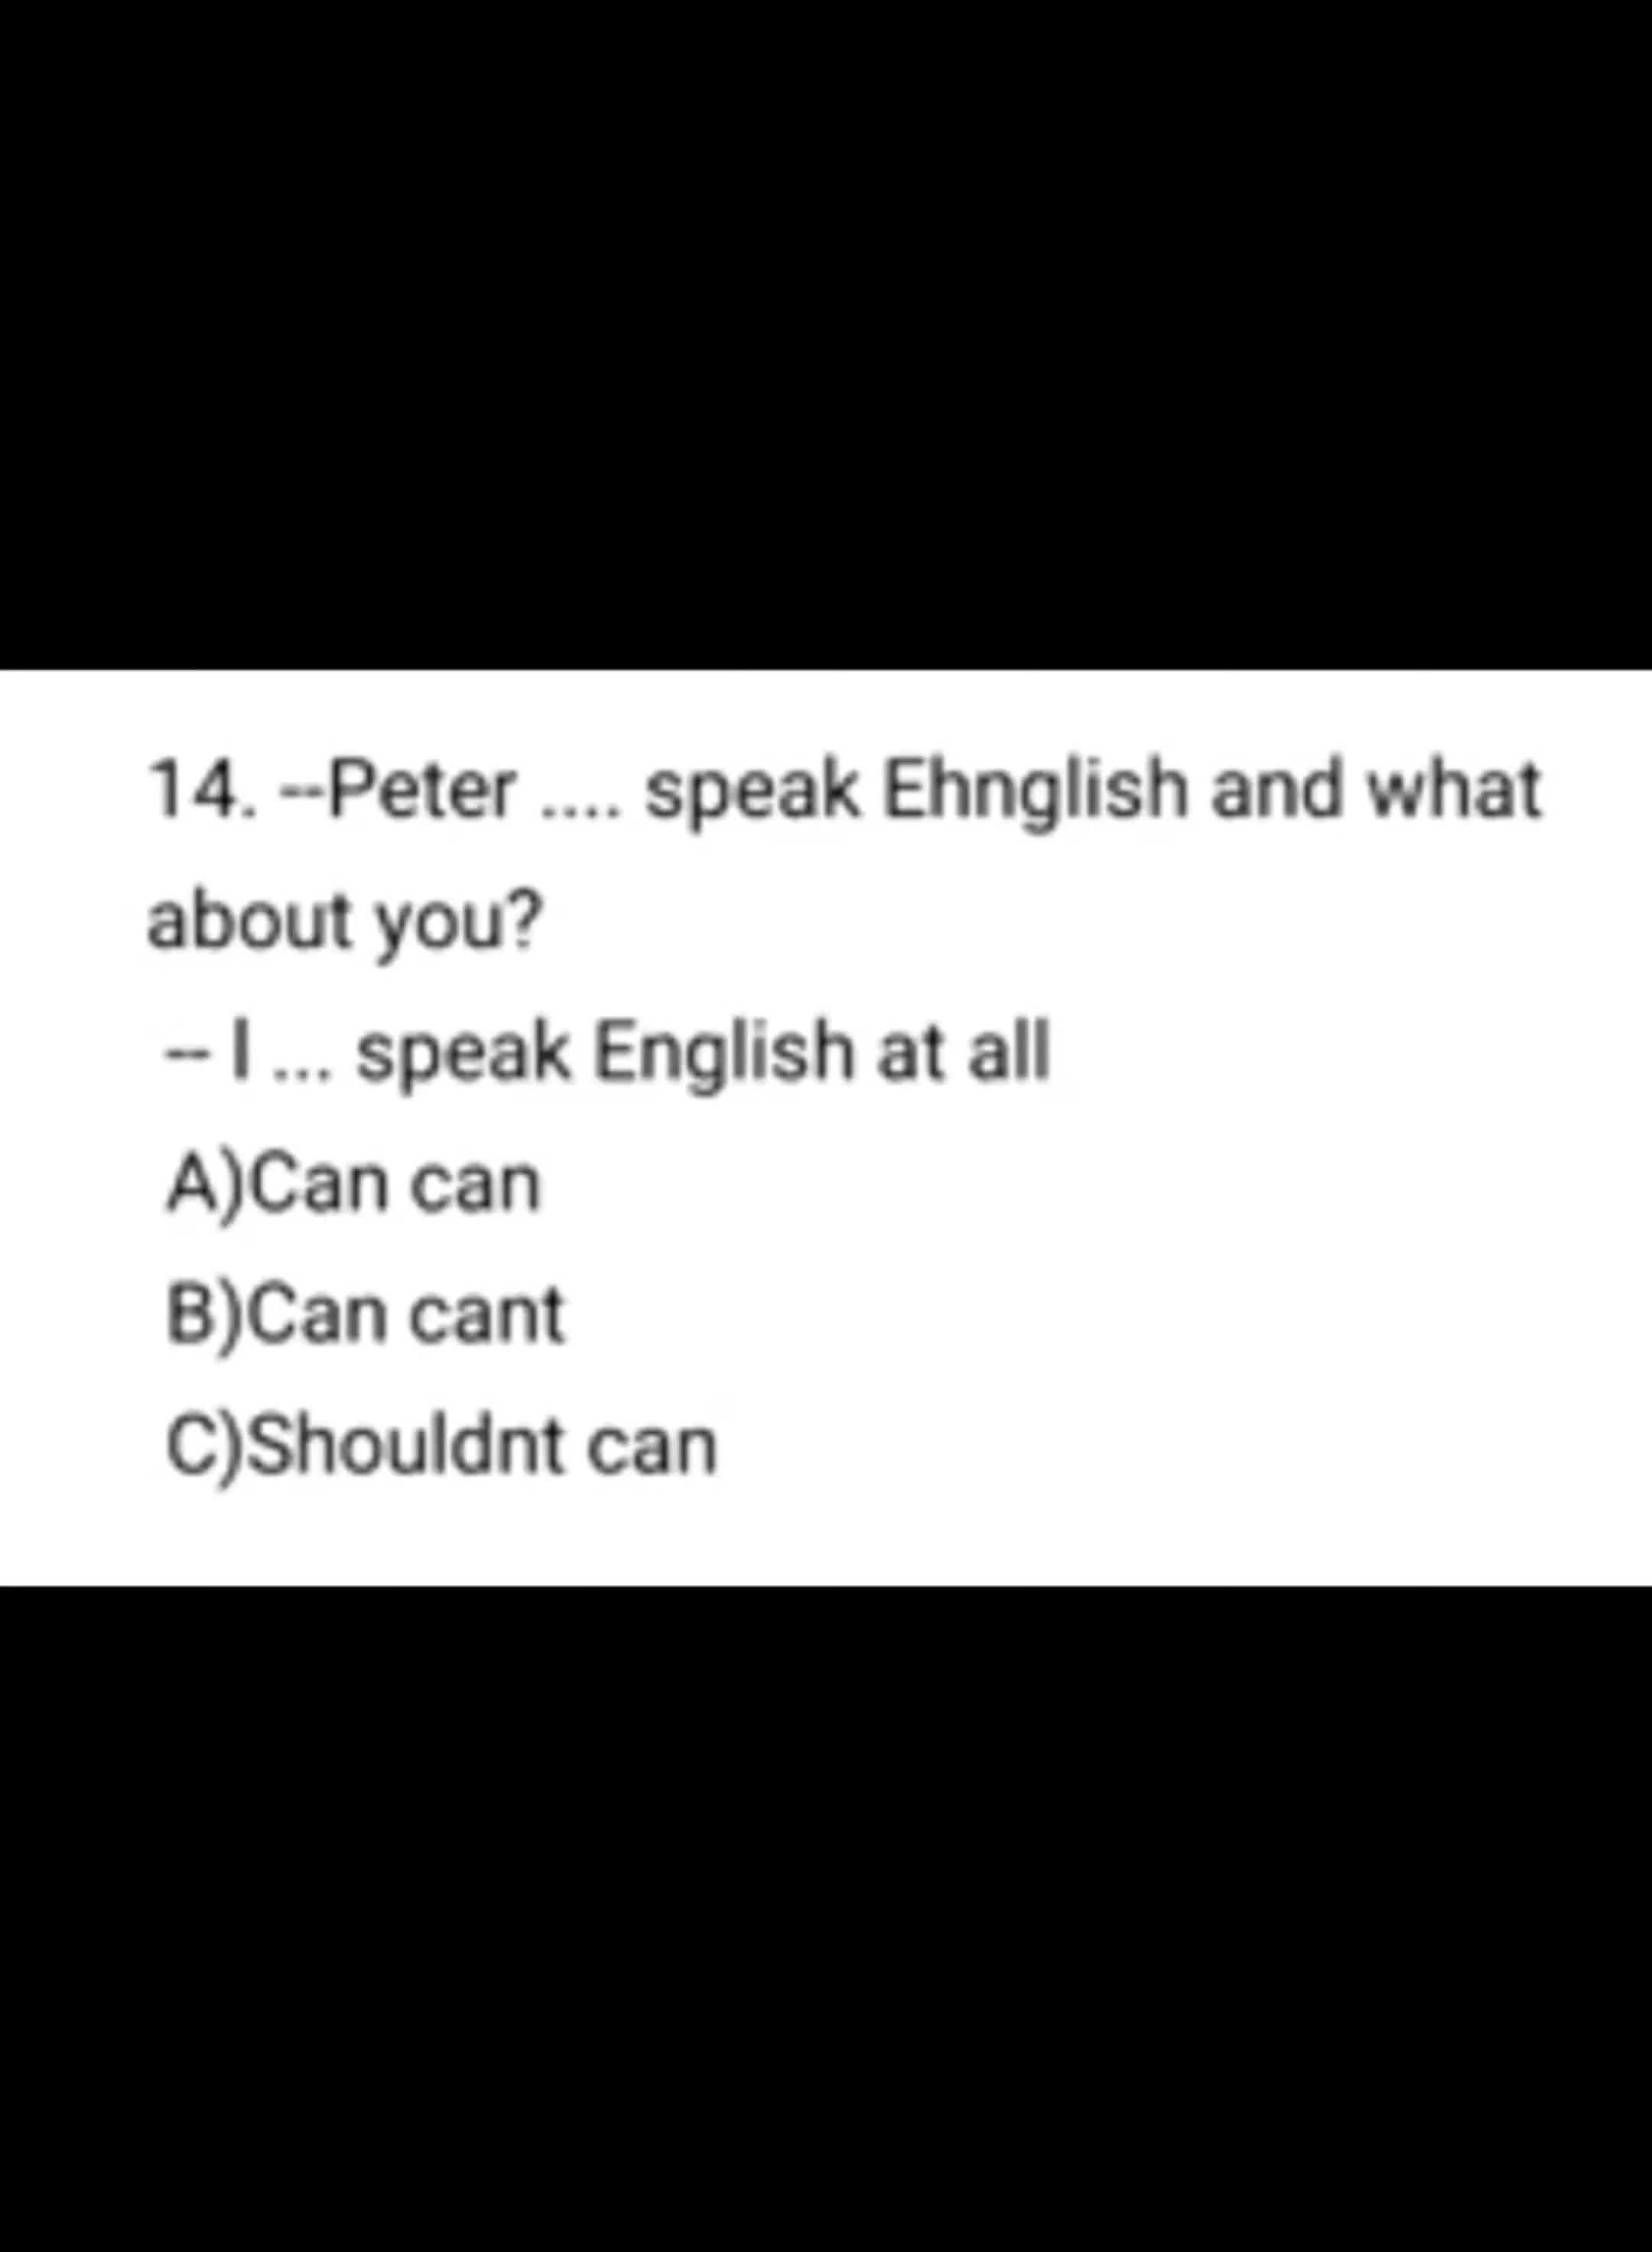 14. --Peter .... speak Ehnglish and what
about you?
-- I ... speak English at all
A)Can can
B)Can cant
C)Shouldnt can